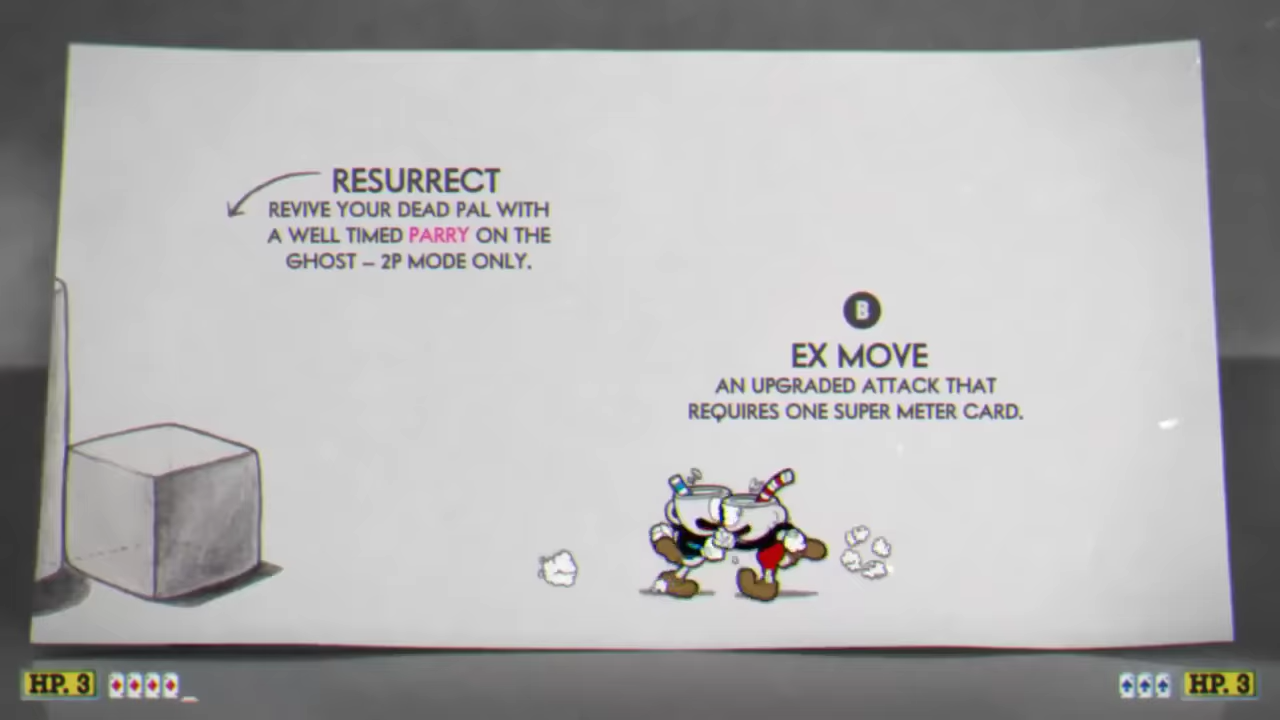 RESURRECT
REVIVE YOUR DEAD PAL WITH
A WELL TIMED PARRY ON THE
GHOST – 2P MODE ONLY.
B
EX MOVE
AN UPGRADED ATTACK THAT
REQUIRES ONE SUPER METER CARD.
HP. 3
HP. 3